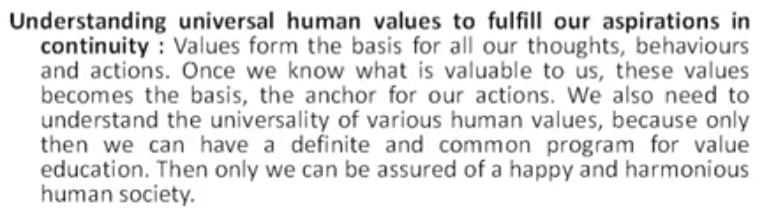 Understanding universal human values to fulfill our aspirations in
continuity : Values form the basis for all our thoughts, behaviours
and actions. Once we know what is valuable to us, these values
becomes the basis, the anchor for our actions. We also need to
understand the universality of various human values, because only
then we can have a definite and common program for value
education. Then only we can be assured of a happy and harmonious
human society.